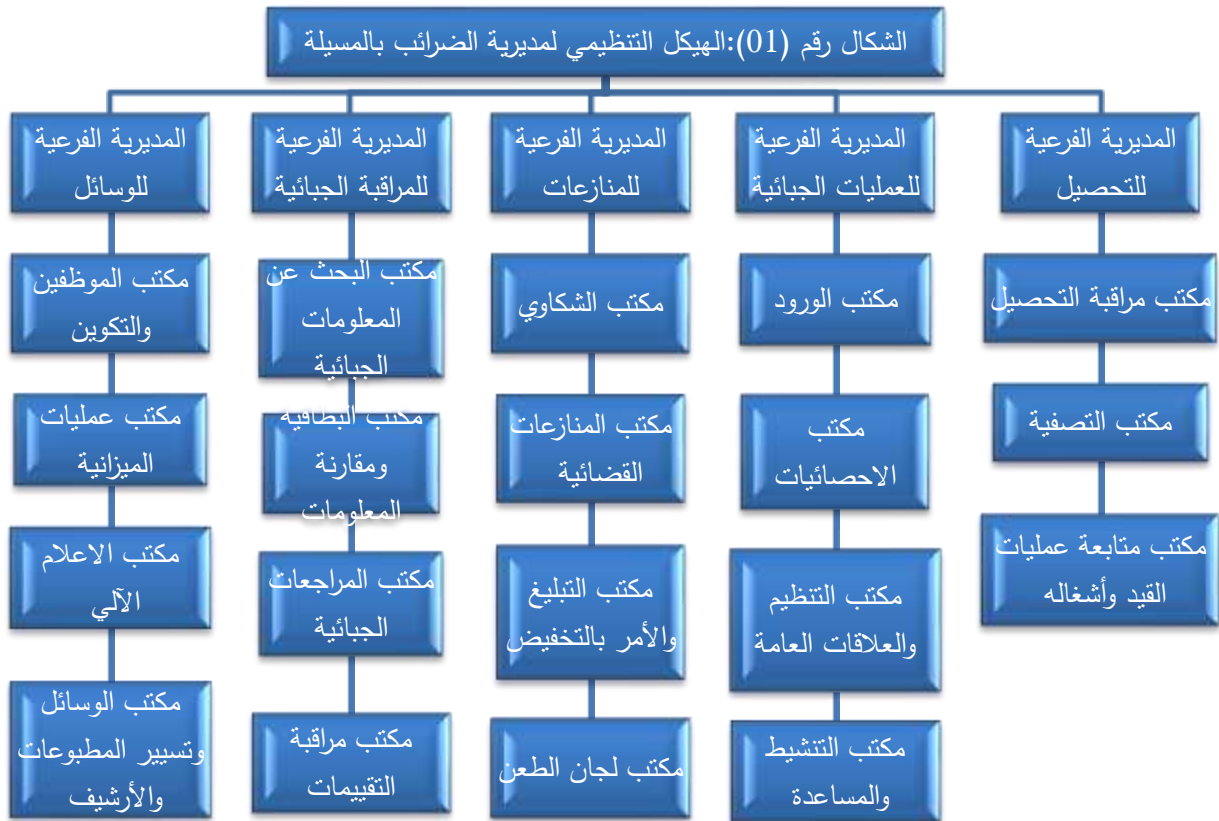 الشكال رقم (01):الهيكل التنظيمي لمديرية الضرائب بالمسيلة
المديرية الفرعية
للتحصيل
مكتب مراقبة التحصيل
مكتب التصفية
مكتب متابعة عمليات
القيد وأشغاله
المديرية الفرعية
للعمليات الجبائية
مكتب الورود
مكتب
الاحصائيات
مكتب التنظيم
والعلاقات العامة
مكتب التنشيط
والمساعدة
المديرية الفرعية
للمنازعات
مكتب الشكاوي
مكتب المنازعات
القضائية
مكتب التبليغ
والأمر بالتخفيض
مكتب لجان الطعن
المديرية الفرعية
للمراقبة الجبائية
مكتب البحث عن
المعلومات
الجبائية
مكتب البطاقية
ومقارنة
المعلومات
مكتب المراجعات
الجبائية
مكتب مراقبة
التقييمات
المديرية الفرعية
للوسائل
مكتب الموظفين
والتكوين
مكتب عمليات
الميزانية
مكتب الاعلام
الآلي
مكتب الوسائل
وتسيير المطبوعات
والأرشيف